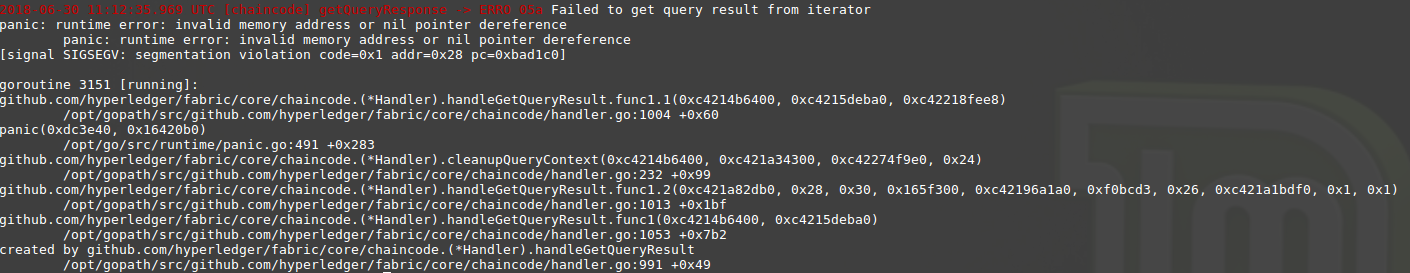 2018-06-30 11:12:35.969 UTC [chaincode] getQueryResponse -> ERRO 05a Failed to get query result from iterator
panic: runtime error: invalid memory address or nil pointer dereference
panic: runtime error: invalid memory address or nil pointer dereference
[signal SIGSEGV: segmentation violation code=0x1 addr=0x28 pc=0xbad1c0]
goroutine 3151 [running]:
github.com/hyperledger/fabric/core/chaincode.(*Handler).handleGetQueryResult.func1.1(0xc4214b6400, 0xc4215deba0, 0xc42218fee8)
/opt/gopath/src/github.com/hyperledger/fabric/core/chaincode/handler.go:1004 +0x60
panic(0xdc3e40, 0x16420b0)
/opt/go/src/runtime/panic.go:491 +0x283
github.com/hyperledger/fabric/core/chaincode.(*Handler).cleanupQueryContext(0xc4214b6400, 0xc421a34300, 0xc42274f9e0, 0x24)
/opt/gopath/src/github.com/hyperledger/fabric/core/chaincode/handler.go:232 +0x99
github.com/hyperledger/fabric/core/chaincode.(*Handler).handleGetQueryResult.func1.2(0xc421a82db0, 0x28, 0x30, 0x165f300, 0xc42196a1a0, 0xf0bcd3, 0x26, 0xc421a1bdf0, 0x1, 0x1)
/opt/gopath/src/github.com/hyperledger/fabric/core/chaincode/handler.go:1013 +0x1bf
github.com/hyperledger/fabric/core/chaincode.(*Handler).handleGetQueryResult.func1(0xc4214b6400, 0xc4215deba0)
/opt/gopath/src/github.com/hyperledger/fabric/core/chaincode/handler.go:1053 +0x7b2
created by github.com/hyperledger/fabric/core/chaincode.(*Handler).handleGetQueryResult
/opt/gopath/src/github.com/hyperledger/fabric/core/chaincode/handler.go:991 +0x49